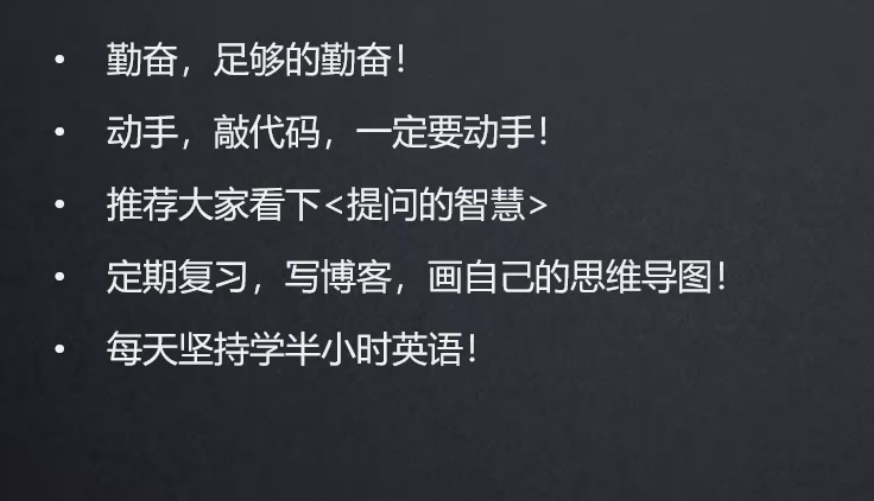 • 勤奋，足够的勤奋！
• 动手，敲代码，一定要动手！
• 推荐大家看下<提问的智慧>
• 定期复习，写博客，画自己的思维导图！
• 每天坚持学半小时英语！